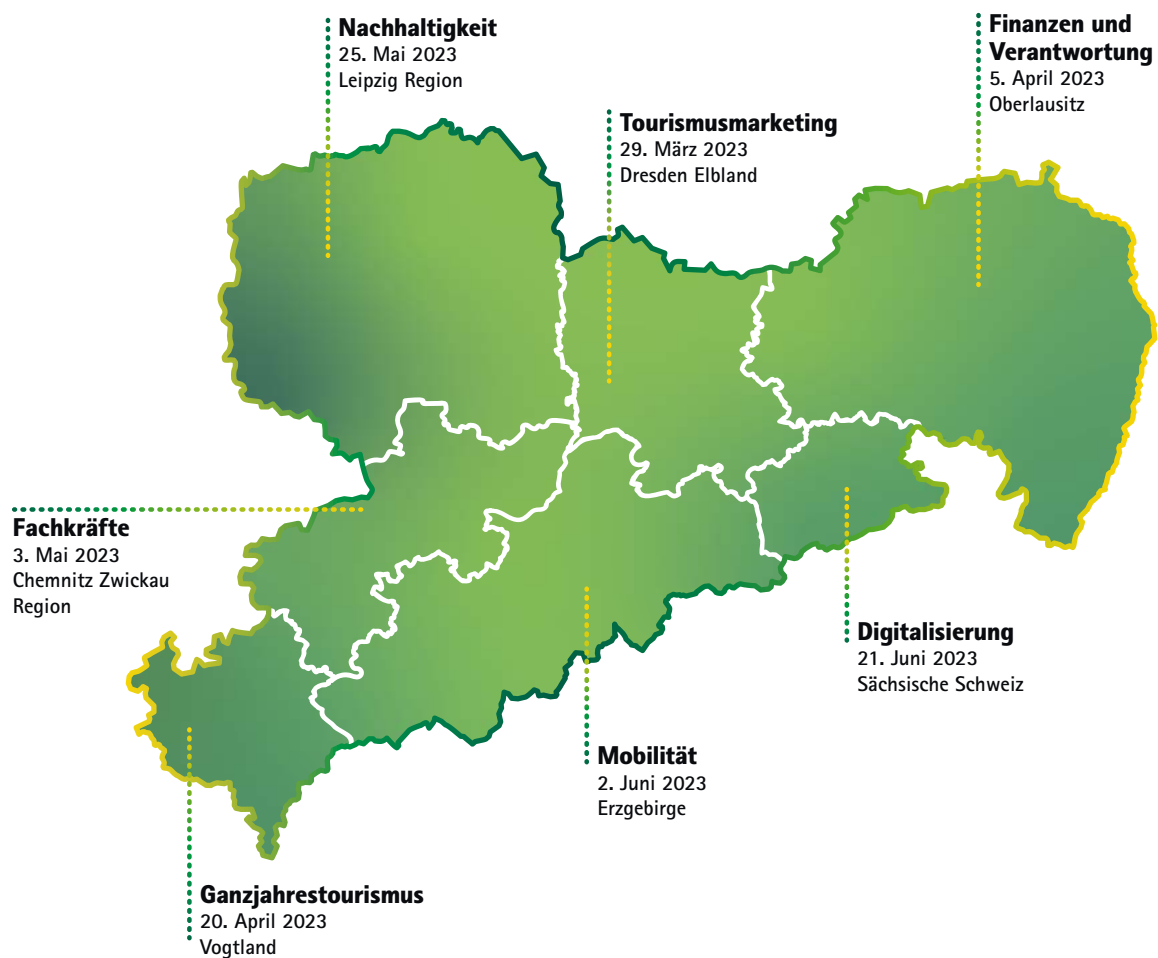 Nachhaltigkeit
25. Mai 2023
Leipzig Region
Finanzen und
Verantwortung
5. April 2023
Oberlausitz
Tourismusmarketing
29. März 2023
Dresden Elbland
Fachkräfte
3. Mai 2023
Chemnitz Zwickau
Region
Digitalisierung
21. Juni 2023
Sächsische Schweiz
Mobilität
2. Juni 2023
Erzgebirge
Ganzjahrestourismus
20. April 2023
Vogtland